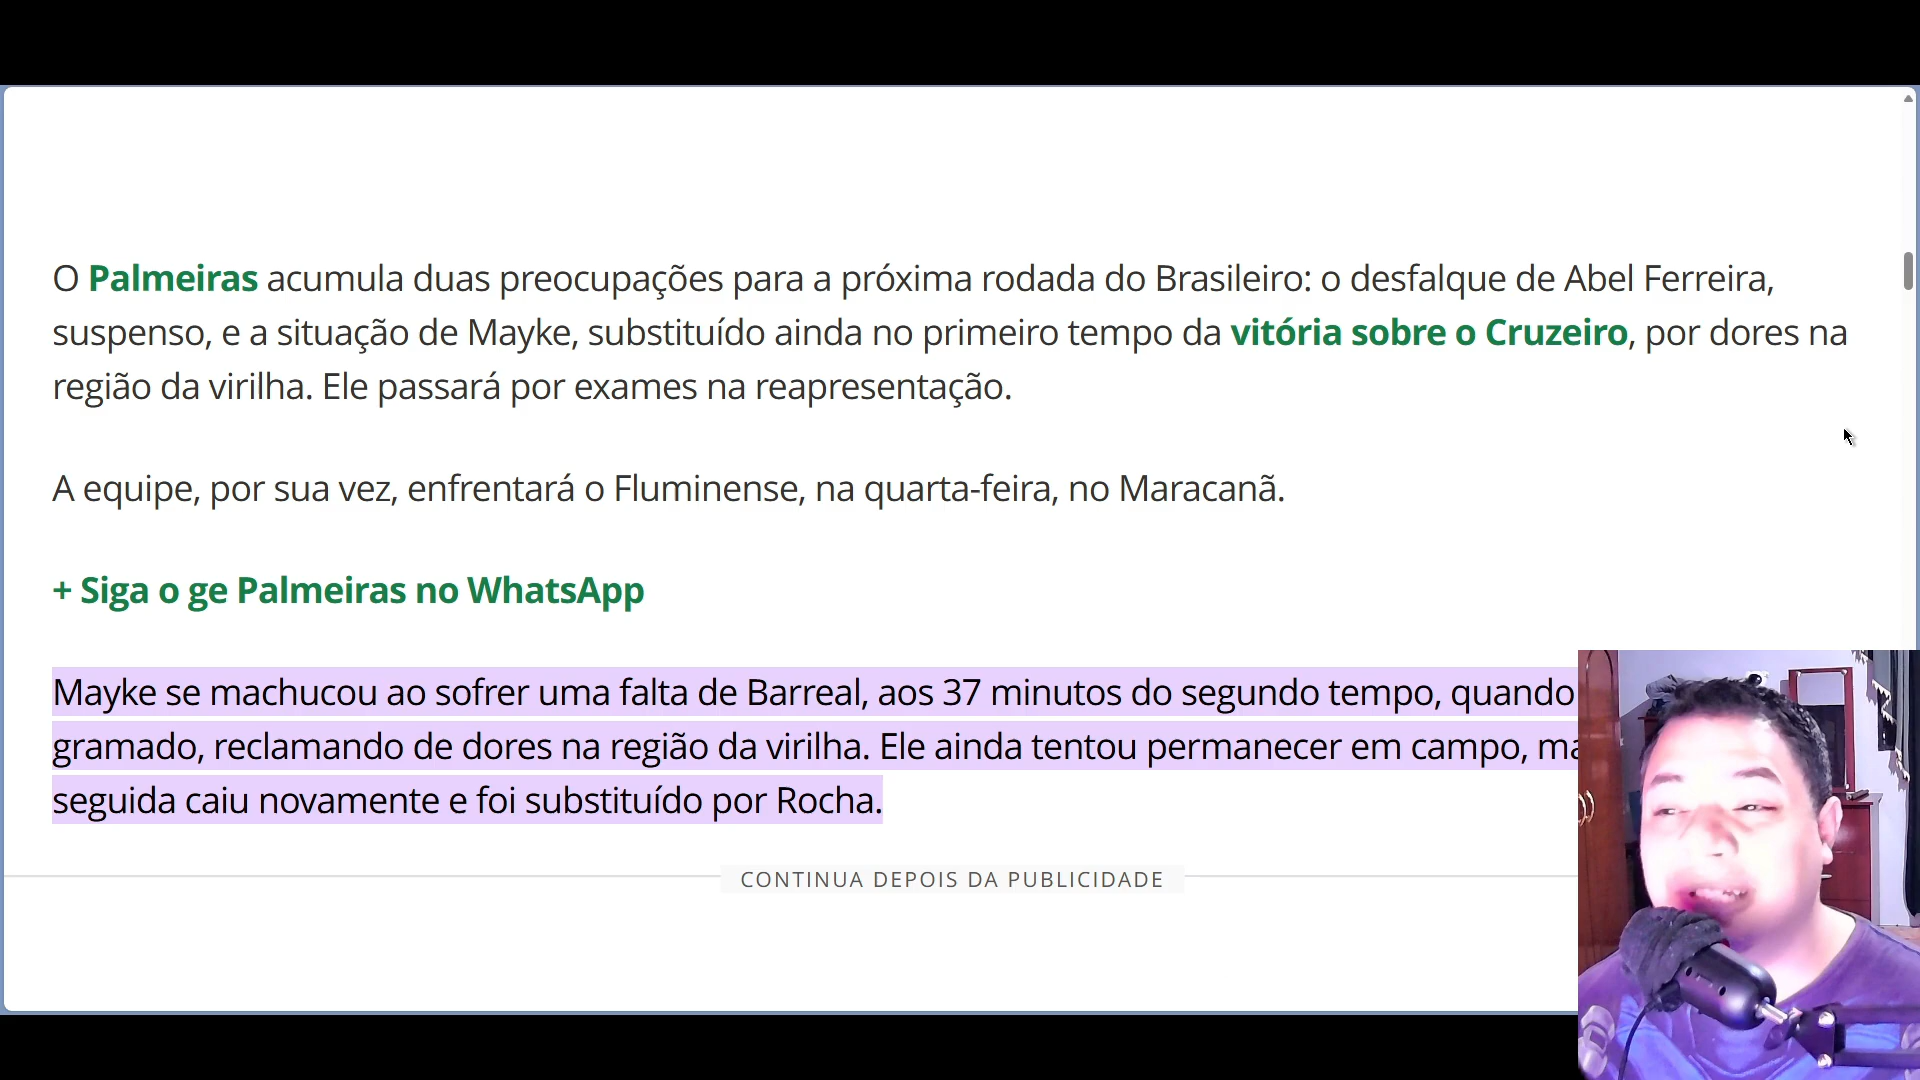 O Palmeiras acumula duas preocupações para a próxima rodada do Brasileiro: o desfalque de Abel Ferreira,
suspenso, e a situação de Mayke, substituído ainda no primeiro tempo da vitória sobre o Cruzeiro, por dores na
região da virilha. Ele passará por exames na reapresentação.
A equipe, por sua vez, enfrentará o Fluminense, na quarta-feira, no Maracanã.
+ Siga o ge Palmeiras no WhatsApp
Mayke se machucou ao sofrer uma falta de Barreal, aos 37 minutos do segundo tempo, quando
gramado, reclamando de dores na região da virilha. Ele ainda tentou permanecer em campo,
seguida caiu novamente e foi substituído por Rocha.
CONTINUA DEPOIS DA PUBLICIDADE